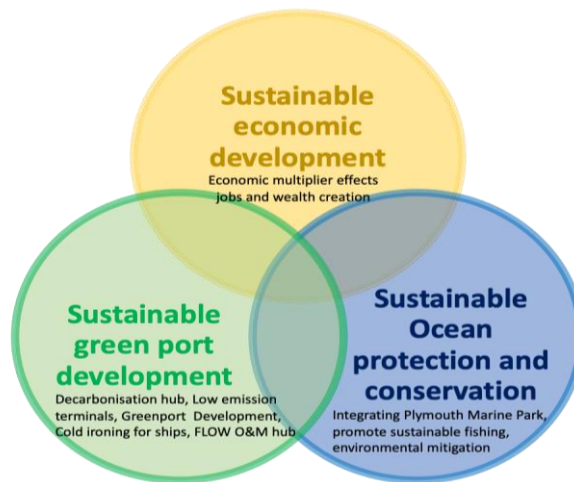 Sustainable
economic
development
Economic multiplier effects
jobs and wealth creation
Sustainable
green port
development
Decarbonisation hub, Low emission
terminals, Greenport Development,
Cold ironing for ships, FLOW O&M hub
Sustainable
Ocean
protection and
conservation
Integrating Plymouth Marine Park,
promote sustainable fishing,
environmental mitigation